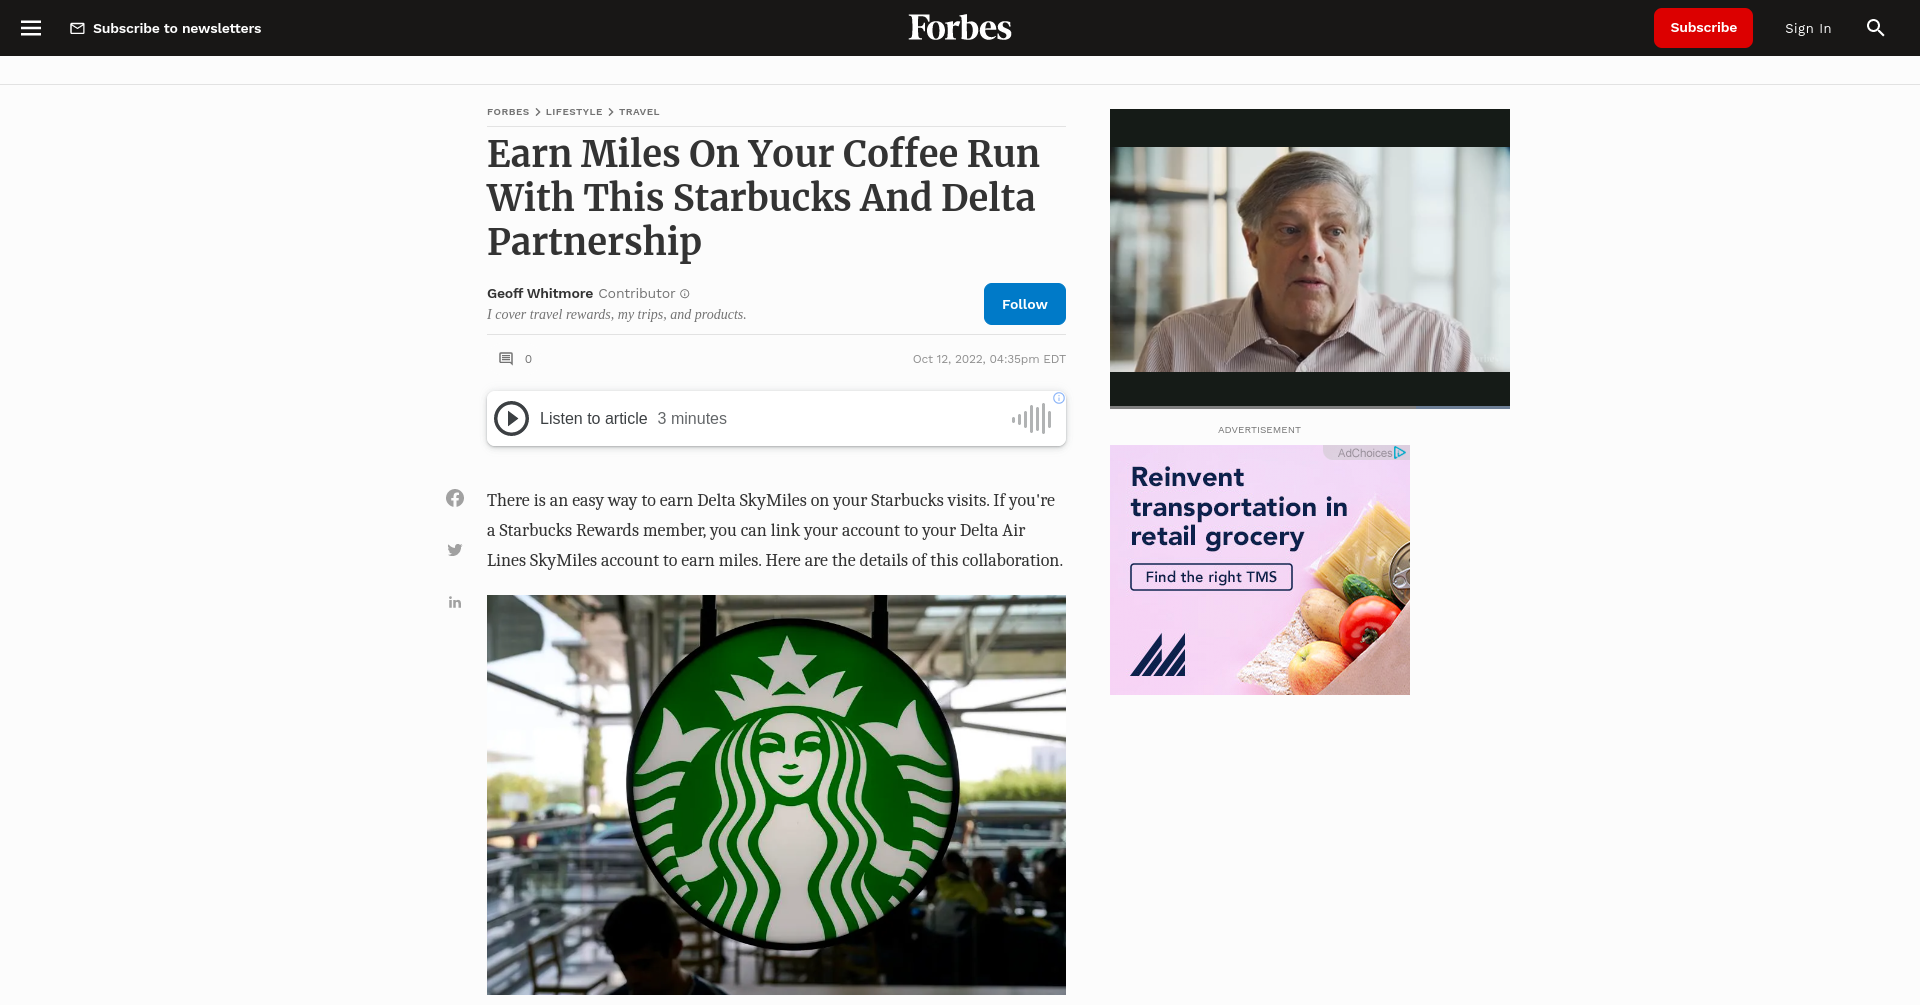 Subscribe to newsletters
Forbes
Subscribe
Sign In
FORBES > LIFESTYLE > TRAVEL
Earn Miles On Your Coffee Run
With This Starbucks And Delta
Partnership
Geoff Whitmore Contributor
I cover travel rewards, my trips, and products.
Follow
0
Oct 12, 2022, 04:35pm EDT
Listen to article 3 minutes
There is an easy way to earn Delta SkyMiles on your Starbucks visits. If you're
a Starbucks Rewards member, you can link your account to your Delta Air
Lines SkyMiles account to earn miles. Here are the details of this collaboration.
ADVERTISEMENT
AdChoices
Reinvent
transportation in
retail grocery
Find the right TMS